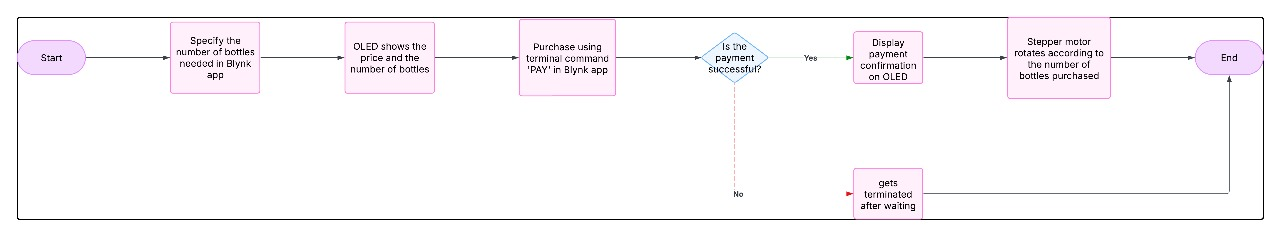 Start
Specify the
number of bottles
needed in Blynk
app
OLED shows the
price and the
number of bottles
Purchase using
terminal command
'PAY' in Blynk app
Is the
payment
successful?
Yes
Display
payment
confirmation
on OLED
Stepper motor
rotates according to
the number of
bottles purchased
End
No
gets
terminated
after waiting